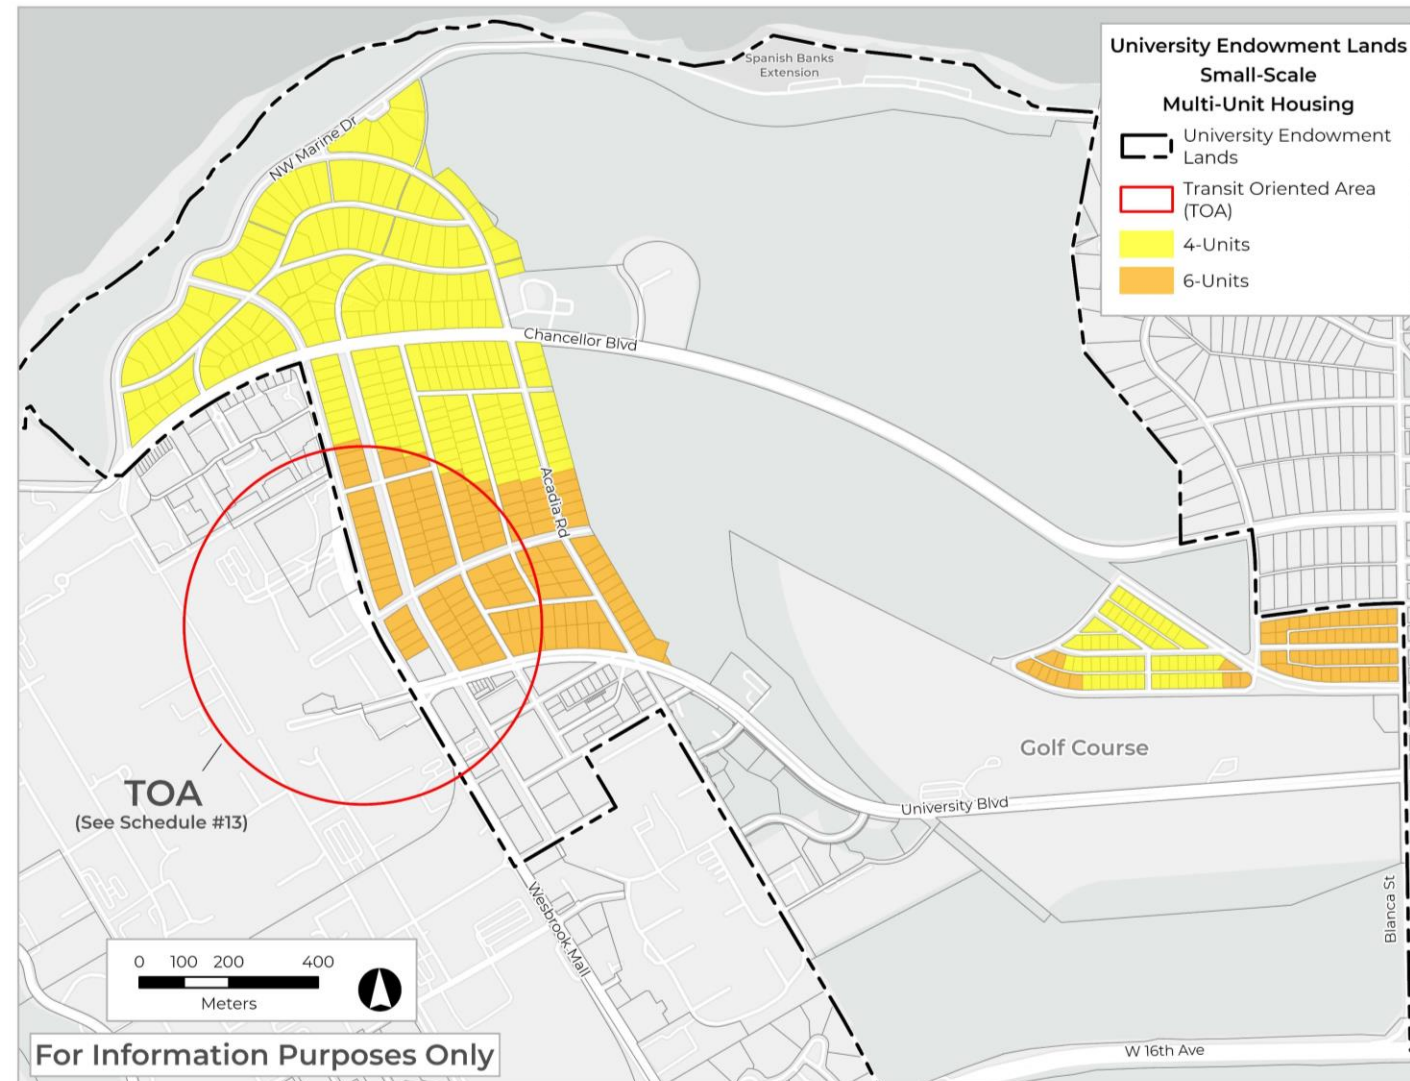 University Endowment Lands
Small-Scale
Multi-Unit Housing
University Endowment
Lands
Transit Oriented Area
(TOA)
4-Units
6-Units
Spanish Banks
Extension
NW Marine Dr
Chancellor Blvd
Acadia Rd
Golf Course
University Blvd
TOA
(See Schedule #13)
Wesbrook Mall
Blanca St
W 16th Ave
0 100 200 400
Meters
For Information Purposes Only